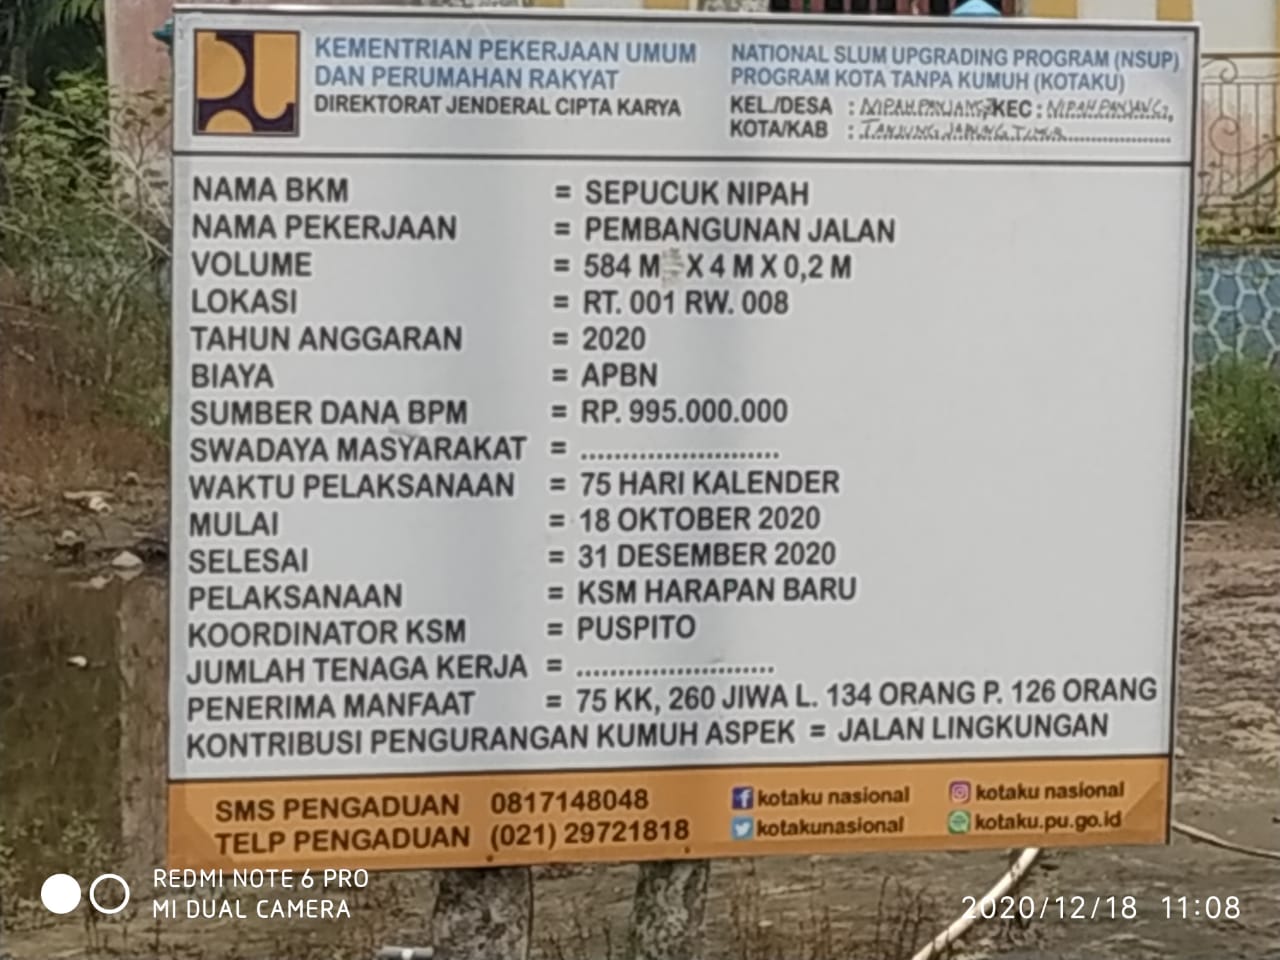 KEMENTRIAN PEKERJAAN UMUM
DAN PERUMAHAN RAKYAT
DIREKTORAT JENDERAL CIPTA KARYA
NATIONAL SLUM UPGRADING PROGRAM (NSUP)
PROGRAM KOTA TANPA KUMUH (KOTAKU)
KEL./DESA : NIPAH PANJANG KEC : NIPAH PANJANG
KOTA/KAB : TANJUNG JABUNG TIMUR
NAMA BKM = SEPUCUK NIPAH
NAMA PEKERJAAN = PEMBANGUNAN JALAN
VOLUME = 584 M X 4 M X 0,2 M
LOKASI = RT. 001 RW. 008
TAHUN ANGGARAN = 2020
BIAYA = APBN
SUMBER DANA BPM = RP. 995.000.000
SWADAYA MASYARAKAT = ........................
WAKTU PELAKSANAAN = 75 HARI KALENDER
MULAI = 18 OKTOBER 2020
SELESAI = 31 DESEMBER 2020
PELAKSANAAN = KSM HARAPAN BARU
KOORDINATOR KSM = PUSPITO
JUMLAH TENAGA KERJA = ........................
PENERIMA MANFAAT = 75 KK, 260 JIWA L. 134 ORANG P. 126 ORANG
KONTRIBUSI PENGURANGAN KUMUH ASPEK = JALAN LINGKUNGAN
SMS PENGADUAN 0817148048
TELP PENGADUAN (021) 29721818
kotaku nasional
kotaku nasional
kotakunasional
kotaku.pu.go.id
REDMI NOTE 6 PRO
MI DUAL CAMERA
2020/12/18 11:08